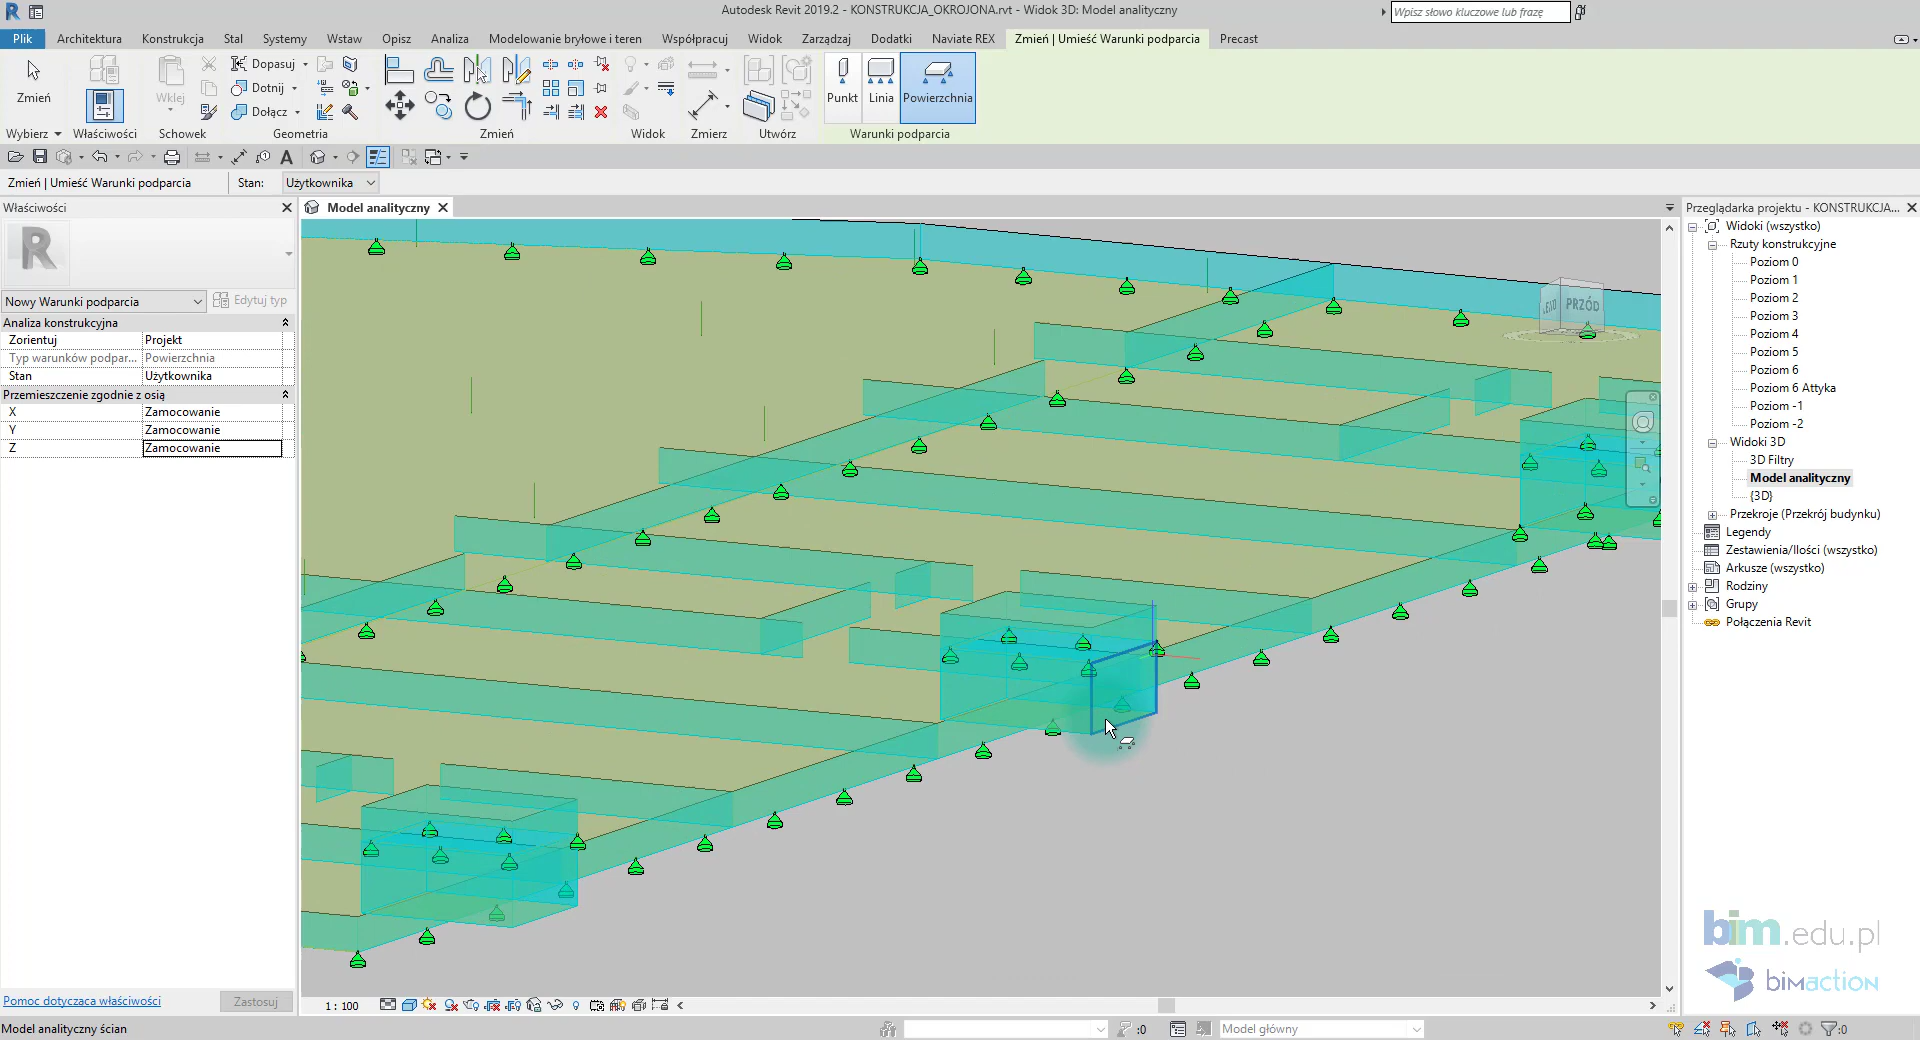 Autodesk Revit 2019.2 - KONSTRUKCJA_OKROJONA.rvt - Widok 3D: Model analityczny
Wpisz słowo kluczowe lub frazę
Plik Architektura Konstrukcja Stal Systemy Wstaw Opisz Analiza Modelowanie bryłowe i teren Współpracuj Widok Zarządzaj Dodatki Naviate REX Zmień | Umieść Warunki podparcia Precast
Zmień
Wklej
Dopasuj
Dotnij
Dołącz
Punkt Linia Powierzchnia
Wybierz Właściwości Schowek Geometria Zmień Widok Zmierz Utwórz Warunki podparcia
Zmień | Umieść Warunki podparcia Stan: Użytkownika
Właściwości
Nowy Warunki podparcia Edytuj typ
Analiza konstrukcyjna
Zorientuj Projekt
Typ warunków podpar... Powierzchnia
Stan Użytkownika
Przemieszczenie zgodnie z osią
X Zamocowanie
Y Zamocowanie
Z Zamocowanie
Pomoc dotycząca właściwości Zastosuj
Model analityczny
PRZÓD
1 : 100
Przeglądarka projektu - KONSTRUKCJA...
Widoki (wszystko)
Rzuty konstrukcyjne
Poziom 0
Poziom 1
Poziom 2
Poziom 3
Poziom 4
Poziom 5
Poziom 6
Poziom 6 Attyka
Poziom -1
Poziom -2
Widoki 3D
3D Filtry
Model analityczny
{3D}
Przekroje (Przekrój budynku)
Legendy
Zestawienia/Ilości (wszystko)
Arkusze (wszystko)
Rodziny
Grupy
Połączenia Revit
bim.edu.pl
bimaction
Model analityczny ścian :0 Model główny :0